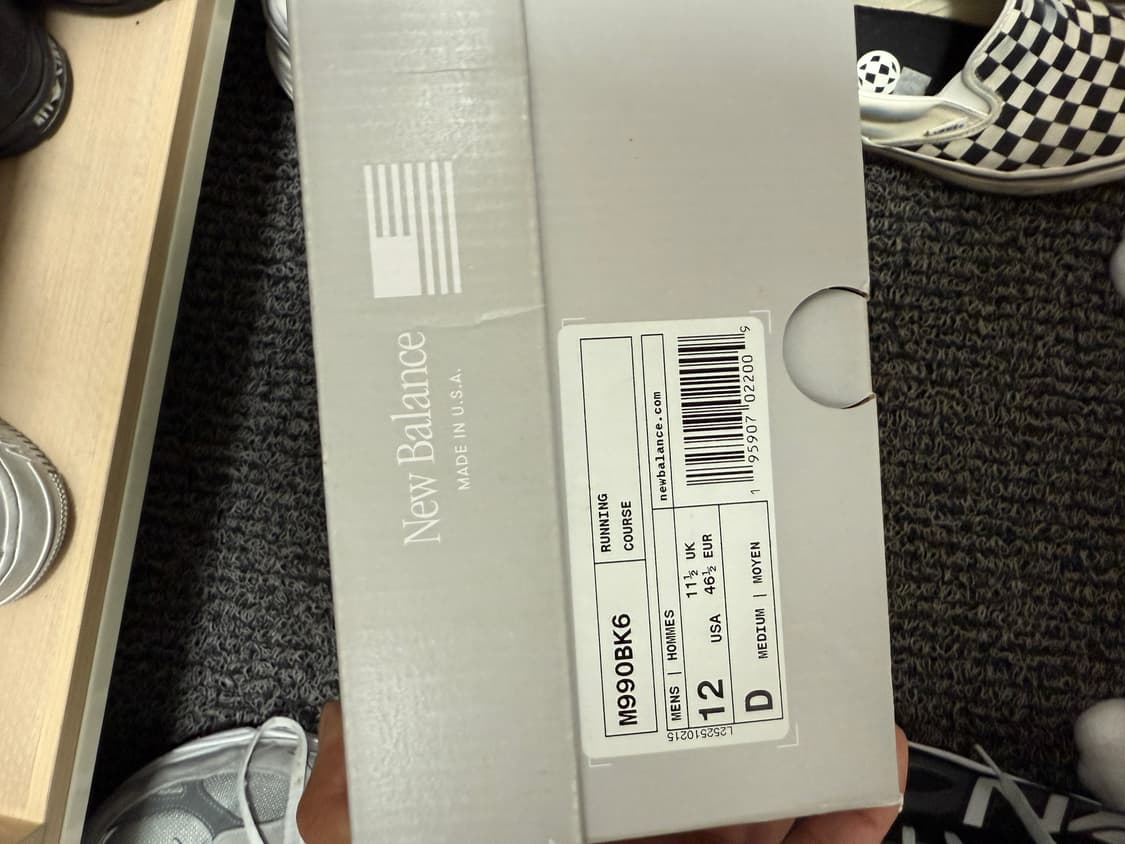 New Balance
MADE IN U.S.A.
M990BK6
RUNNING
COURSE
MENS | HOMMES
newbalance.com
12 USA
11½ UK
46½ EUR
D
MEDIUM | MOYEN
1 95907 02200 9
L252510215